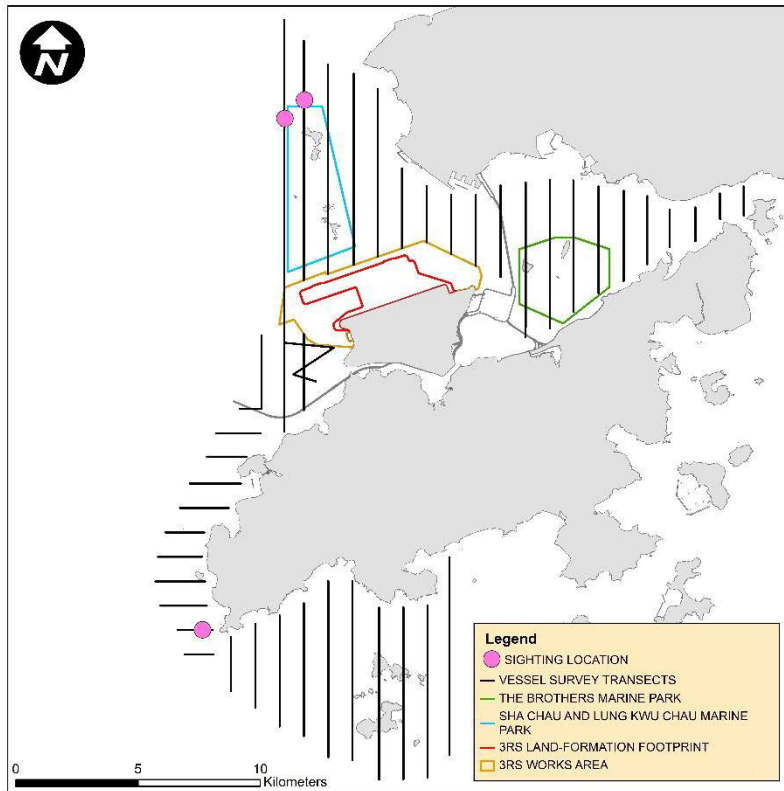 N
Legend
SIGHTING LOCATION
VESSEL SURVEY TRANSECTS
THE BROTHERS MARINE PARK
SHA CHAU AND LUNG KWU CHAU MARINE
PARK
3RS LAND-FORMATION FOOTPRINT
3RS WORKS AREA
0 5 10
Kilometers